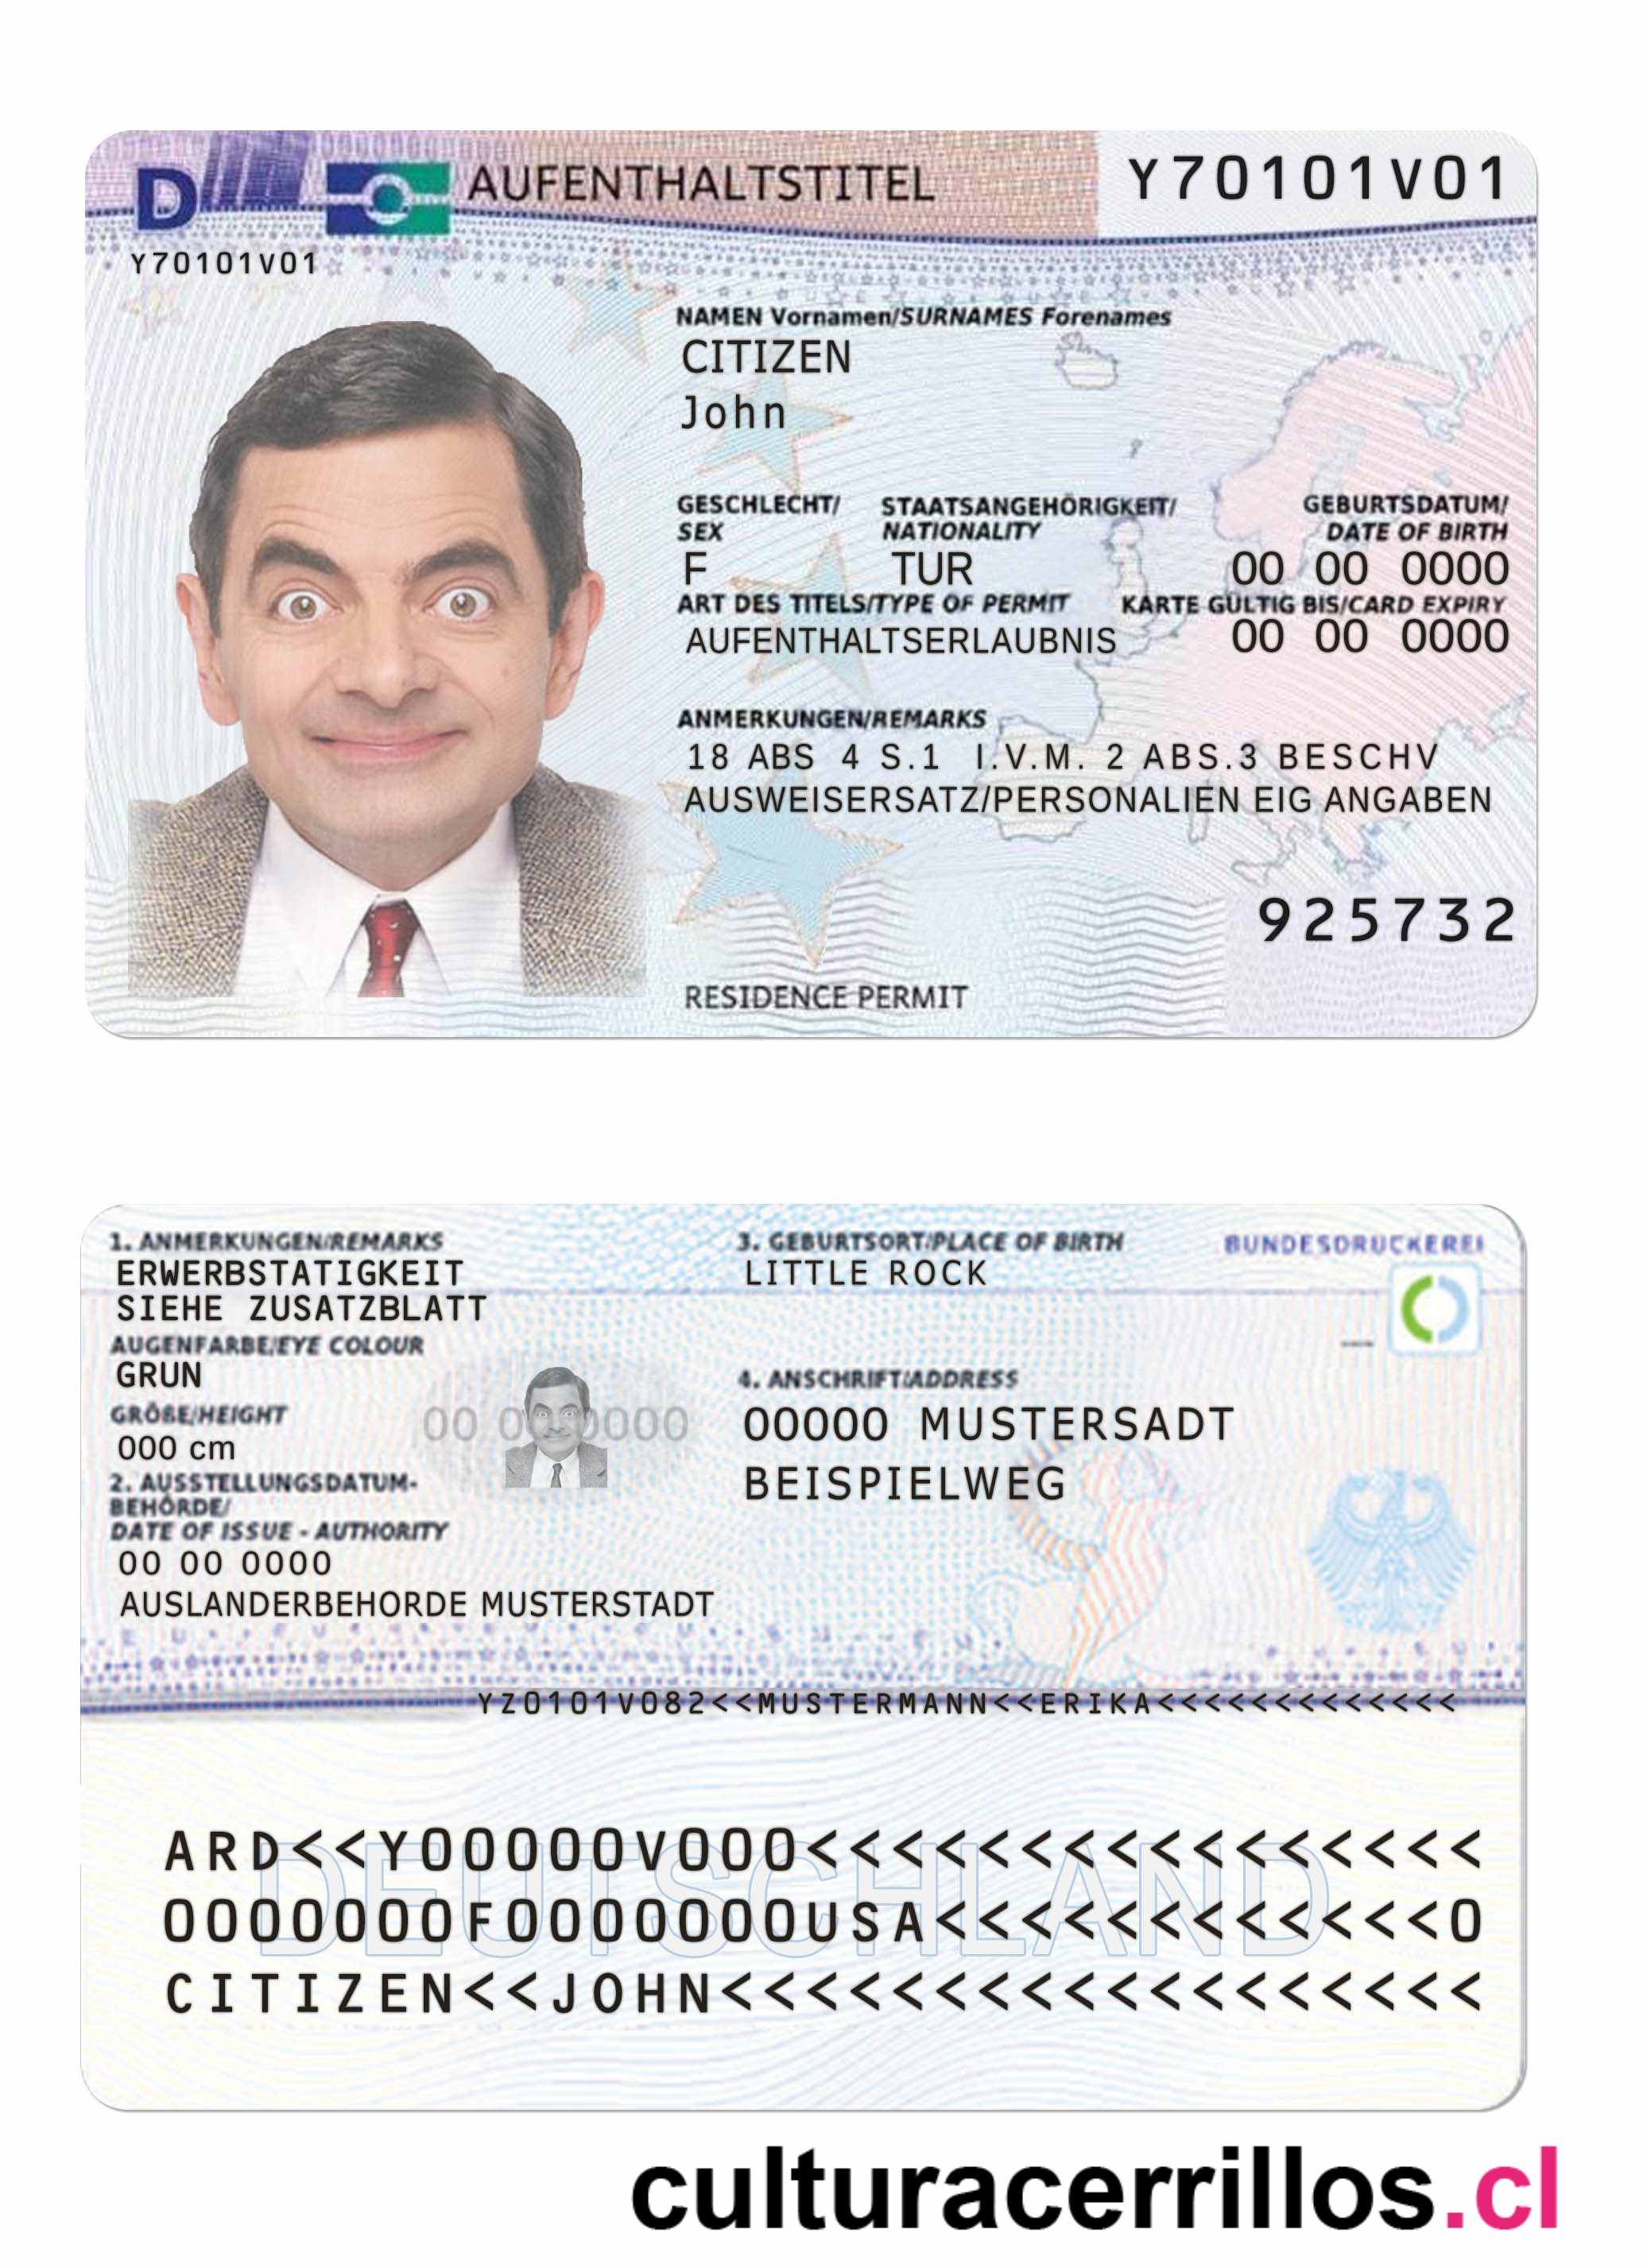 D AUFENTHALTSTITEL Y70101V01
Y70101V01
NAMEN Vornamen/SURNAMES Forenames
CITIZEN
John
GESCHLECHT/ STAATSANGEHÖRIGKEIT/ GEBURTSDATUM/
SEX NATIONALITY DATE OF BIRTH
F TUR 00 00 0000
ART DES TITELS/TYPE OF PERMIT KARTE GÜLTIG BIS/CARD EXPIRY
AUFENTHALTSERLAUBNIS 00 00 0000
ANMERKUNGEN/REMARKS
18 ABS 4 S.1 I.V.M. 2 ABS.3 BESCHV
AUSWEISERSATZ/PERSONALIEN EIG ANGABEN
925732
RESIDENCE PERMIT
1. ANMERKUNGEN/REMARKS 3. GEBURTSORT/PLACE OF BIRTH BUNDESDRUCKEREI
ERWERBSTATIGKEIT LITTLE ROCK
SIEHE ZUSATZBLATT
AUGENFARBE/EYE COLOUR
GRUN 4. ANSCHRIFT/ADDRESS
GRÖßE/HEIGHT 00000 MUSTERSADT
000 cm
2. AUSSTELLUNGSDATUM- BEISPIELWEG
BEHÖRDE/
DATE OF ISSUE - AUTHORITY
00 00 0000
AUSLANDERBEHORDE MUSTERSTADT
YZ0101V082<<MUSTERMANN<<ERIKA<<<<<<<<<<<<<
DEUTSCHLAND
ARD<<Y00000V000<<<<<<<<<<<<<<<<
0000000F0000000USA<<<<<<<<<<<<0
CITIZEN<<JOHN<<<<<<<<<<<<<<<<<<
culturacerrillos.cl